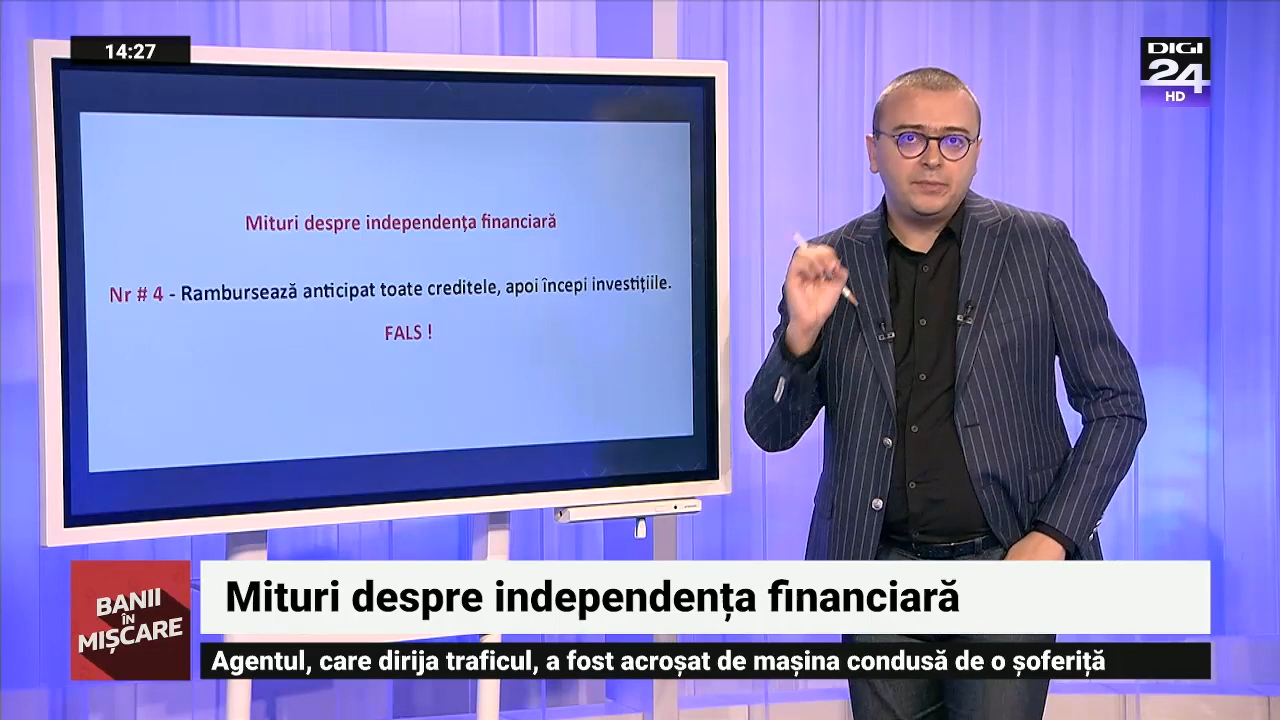 14:27
DIGI
24
HD
Mituri despre independența financiară
Nr # 4 - Rambursează anticipat toate creditele, apoi începi investițiile.
FALS !
BANII
ÎN
MIȘCARE
Mituri despre independența financiară
Agentul, care dirija traficul, a fost acroșat de mașina condusă de o șoferiță